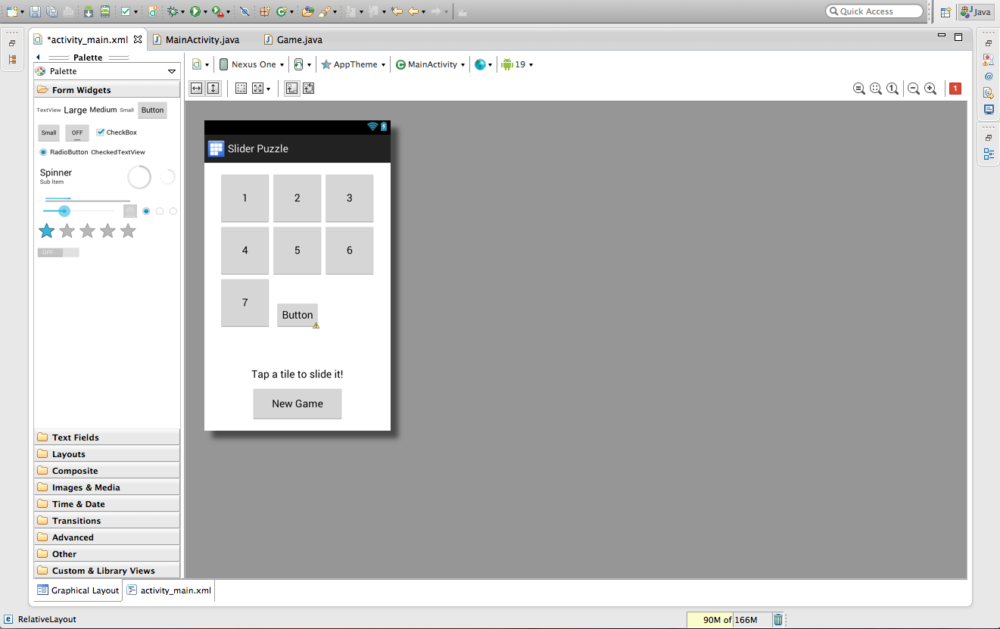 Quick Access
Java
*activity_main.xml
MainActivity.java
Game.java
Palette
Palette
Nexus One
AppTheme
MainActivity
19
Form Widgets
TextView Large Medium Small Button
1
Small OFF CheckBox
RadioButton CheckedTextView
Spinner
Sub Item
OFF
Slider Puzzle
1 2 3
4 5 6
7 Button
Tap a tile to slide it!
New Game
Text Fields
Layouts
Composite
Images & Media
Time & Date
Transitions
Advanced
Other
Custom & Library Views
Graphical Layout
activity_main.xml
RelativeLayout
90M of 166M